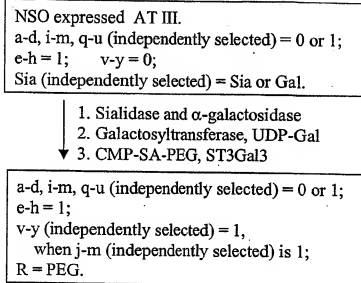 NSO expressed AT III.
a-d, i-m, q-u (independently selected) = 0 or 1;
e-h = 1; v-y = 0;
Sia (independently selected) = Sia or Gal.
1. Sialidase and α-galactosidase
2. Galactosyltransferase, UDP-Gal
3. CMP-SA-PEG, ST3Gal3
a-d, i-m, q-u (independently selected) = 0 or 1;
e-h = 1;
v-y (independently selected) = 1,
when j-m (independently selected) is 1;
R = PEG.